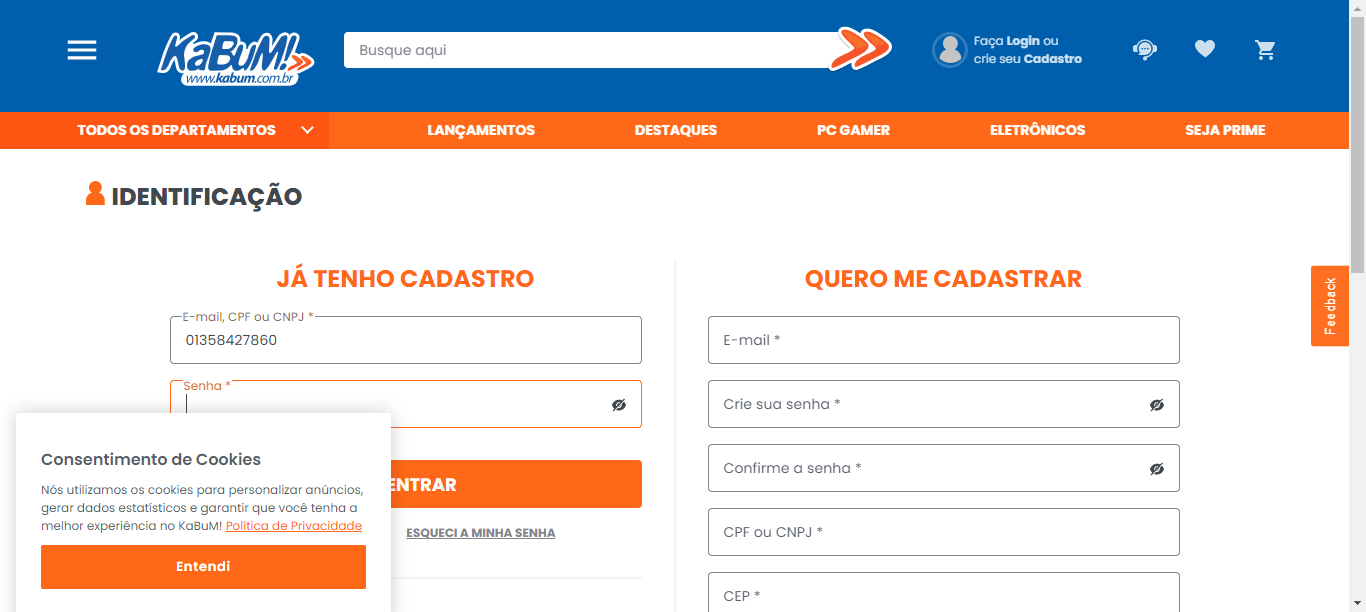 KaBuM!
www.kabum.com.br
Busque aqui
Faça Login ou
crie seu Cadastro
TODOS OS DEPARTAMENTOS
LANÇAMENTOS
DESTAQUES
PC GAMER
ELETRÔNICOS
SEJA PRIME
IDENTIFICAÇÃO
JÁ TENHO CADASTRO
E-mail, CPF ou CNPJ *
01358427860
Senha *
ENTRAR
ESQUECI A MINHA SENHA
QUERO ME CADASTRAR
E-mail *
Crie sua senha *
Confirme a senha *
CPF ou CNPJ *
CEP *
Feedback
Consentimento de Cookies
Nós utilizamos os cookies para personalizar anúncios,
gerar dados estatísticos e garantir que você tenha a
melhor experiência no KaBuM! Política de Privacidade
Entendi